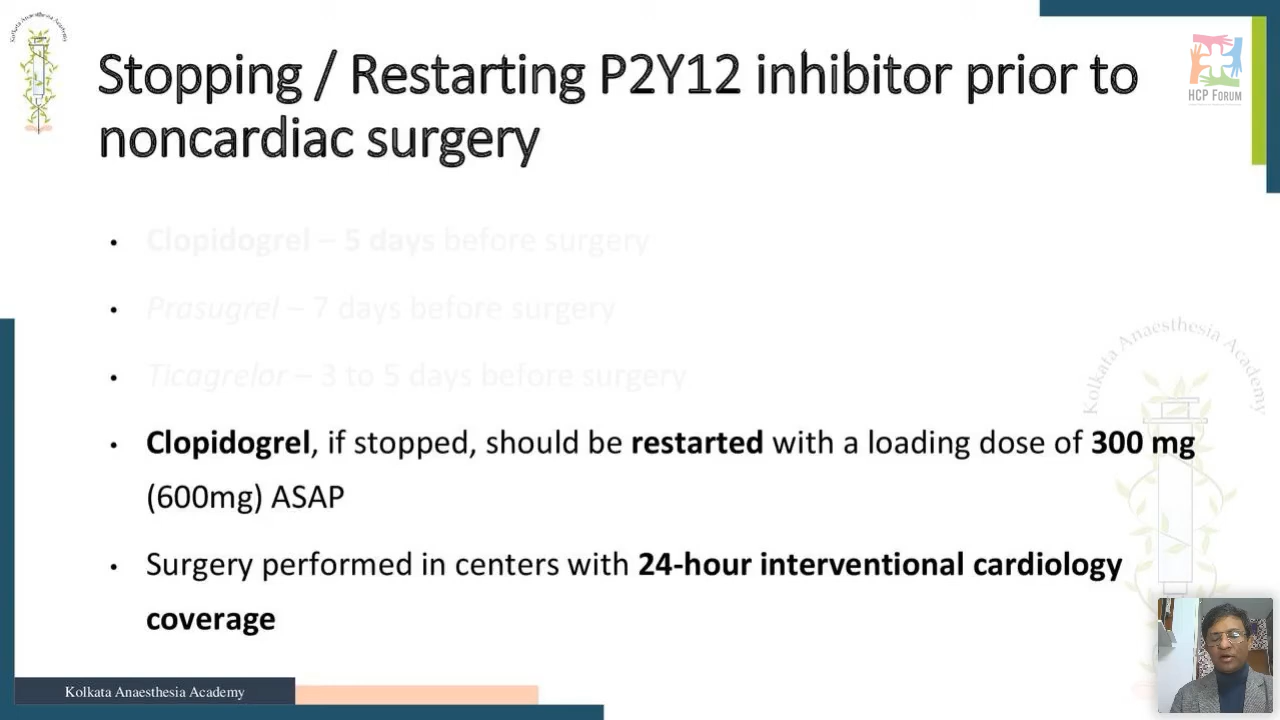 Kolkata Anaesthesia Academy
Stopping / Restarting P2Y12 inhibitor prior to
noncardiac surgery
HCP FORUM
• Clopidogrel – 5 days before surgery
• Prasugrel – 7 days before surgery
• Ticagrelor – 3 to 5 days before surgery
Kolkata Anaesthesia Academy
• Clopidogrel, if stopped, should be restarted with a loading dose of 300 mg
(600mg) ASAP
• Surgery performed in centers with 24-hour interventional cardiology
coverage
Kolkata Anaesthesia Academy